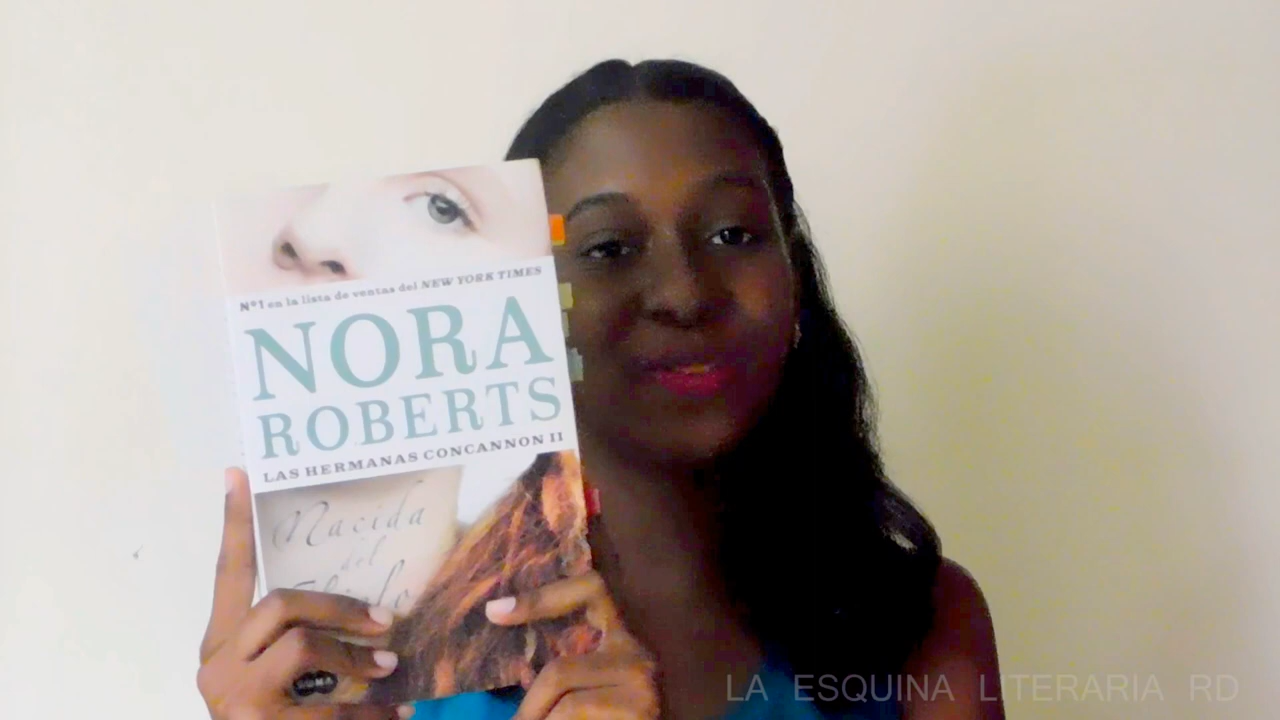 Nº1 en la lista de ventas del NEW YORK TIMES
NORA
ROBERTS
LAS HERMANAS CONCANNON II
Nacida
del
LA ESQUINA LITERARIA RD